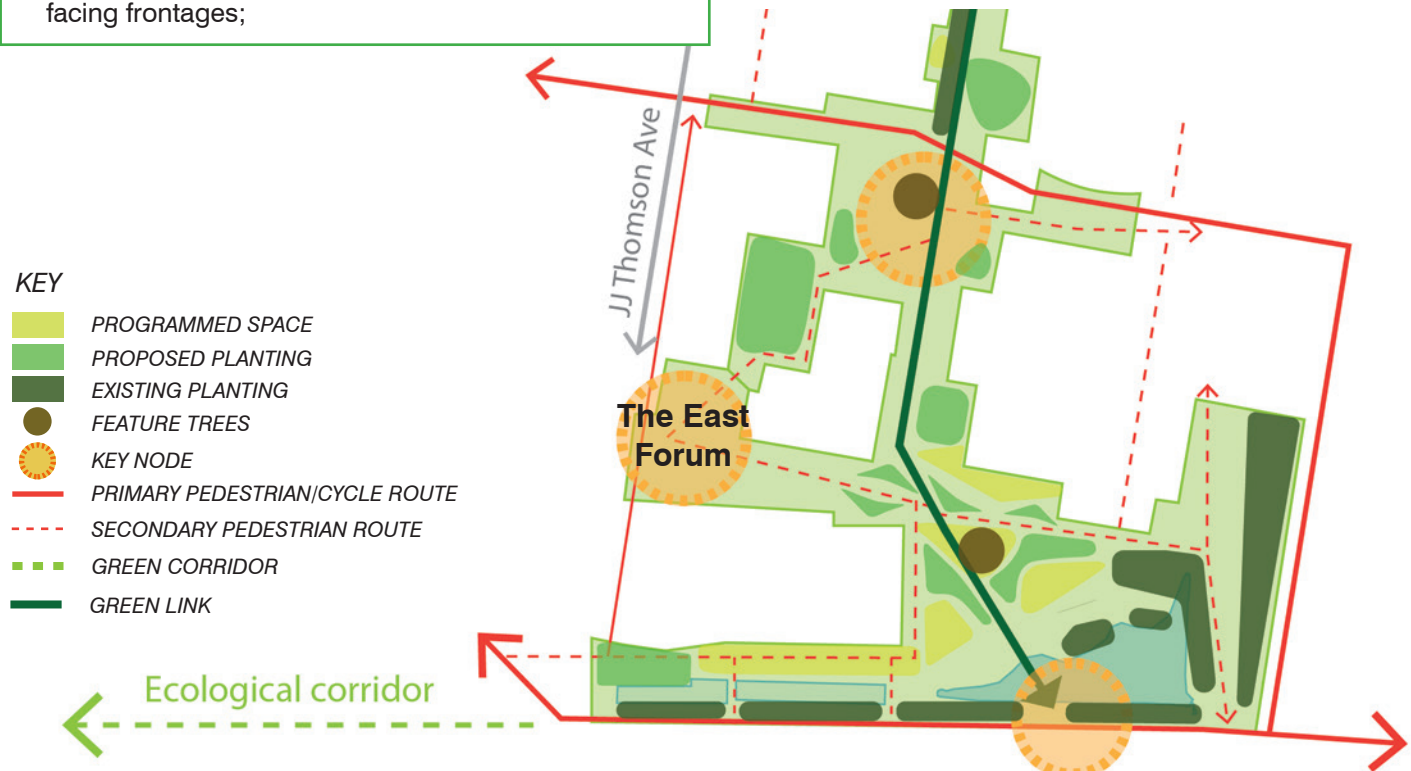 facing frontages;
JJ Thomson Ave
KEY
PROGRAMMED SPACE
PROPOSED PLANTING
EXISTING PLANTING
FEATURE TREES
KEY NODE
PRIMARY PEDESTRIAN/CYCLE ROUTE
SECONDARY PEDESTRIAN ROUTE
GREEN CORRIDOR
GREEN LINK
The East
Forum
Ecological corridor